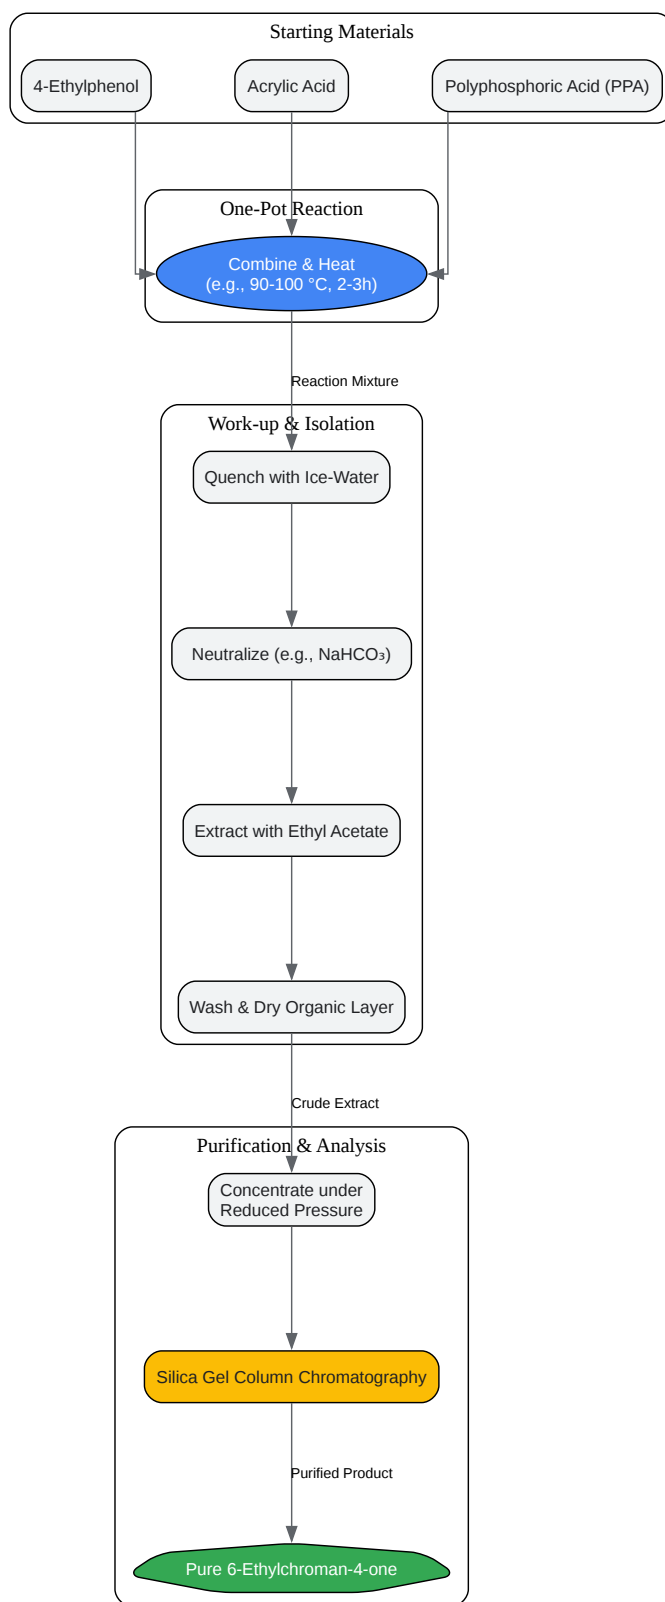 Starting Materials
4-Ethylphenol
Acrylic Acid
Polyphosphoric Acid (PPA)
One-Pot Reaction
Combine & Heat
(e.g., 90-100 °C, 2-3h)
Reaction Mixture
Work-up & Isolation
Quench with Ice-Water
Neutralize (e.g., NaHCO₃)
Extract with Ethyl Acetate
Wash & Dry Organic Layer
Crude Extract
Purification & Analysis
Concentrate under
Reduced Pressure
Silica Gel Column Chromatography
Purified Product
Pure 6-Ethylchroman-4-one